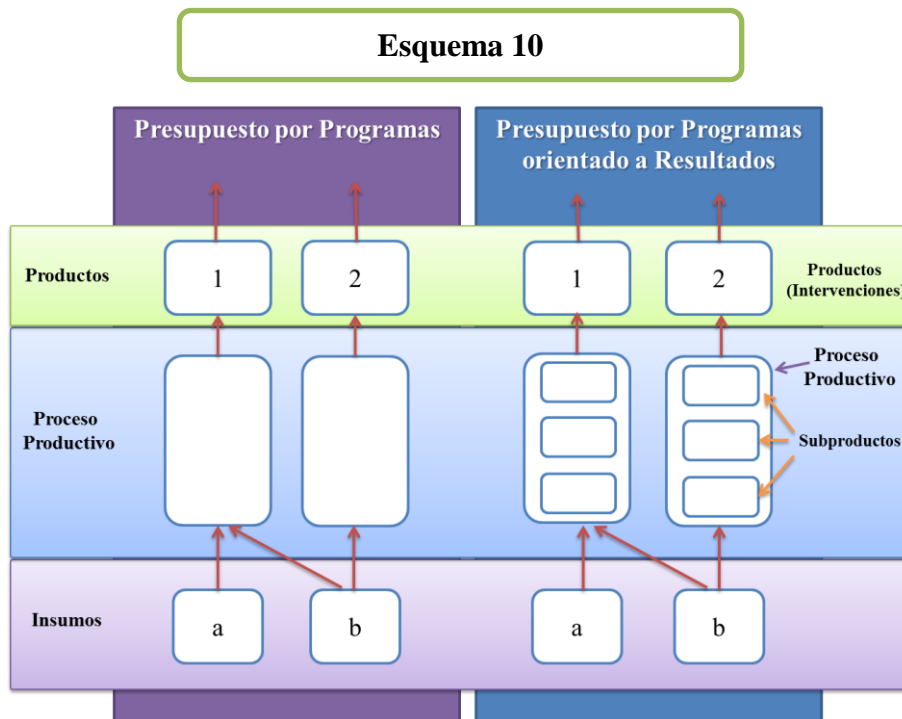 Esquema 10
Presupuesto por Programas
Presupuesto por Programas
orientado a Resultados
Productos
1
2
1
2
Productos
(Intervenciones)
Proceso
Productivo
Proceso
Productivo
Subproductos
Insumos
a
b
a
b